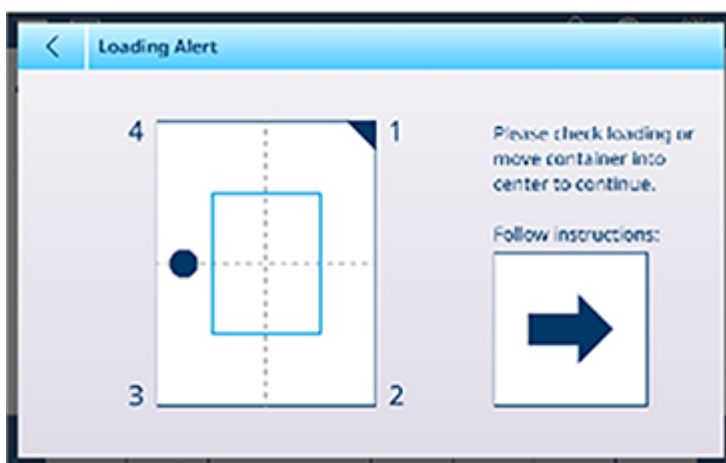 Loading Alert
4
1
Please check loading or
move container into
center to continue.
Follow instructions:
3
2